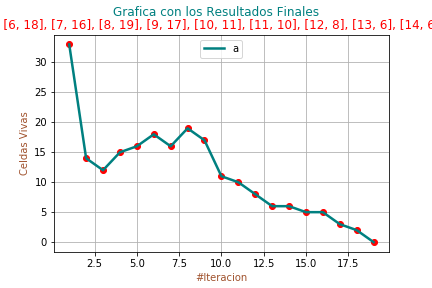 Grafica con los Resultados Finales
[6, 18], [7, 16], [8, 19], [9, 17], [10, 11], [11, 10], [12, 8], [13, 6], [14, 6
a
30
25
20
15
10
5
0
Celdas Vivas
2.5 5.0 7.5 10.0 12.5 15.0 17.5
#Iteracion